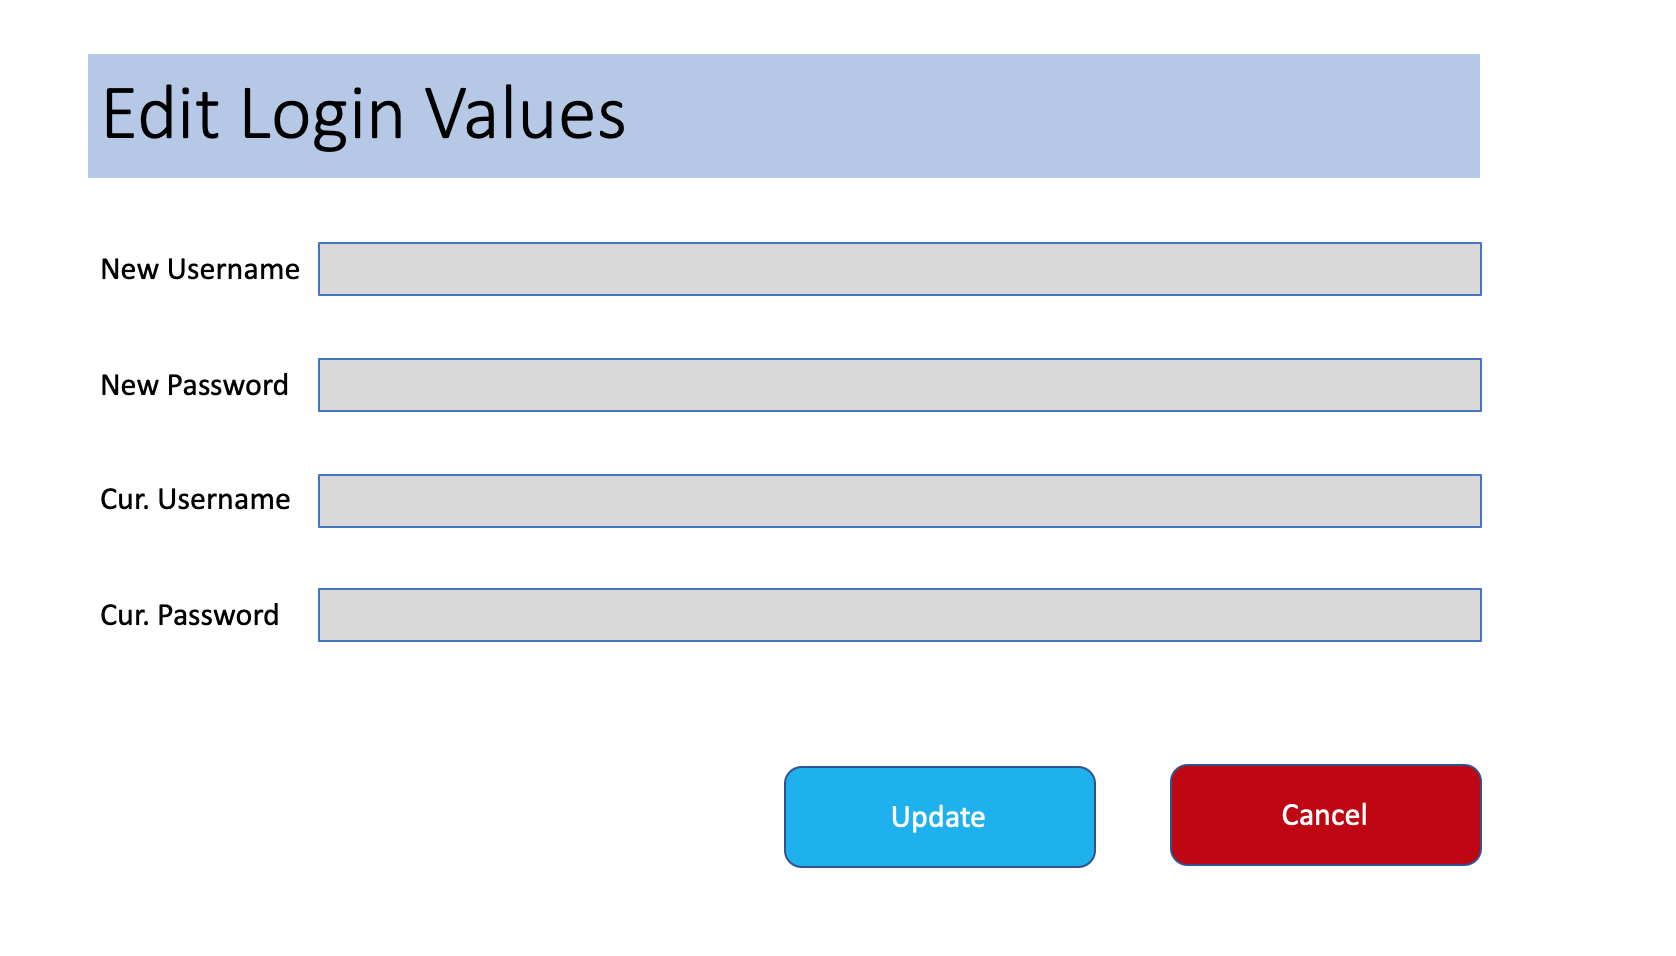 Edit Login Values
New Username
New Password
Cur. Username
Cur. Password
Update
Cancel